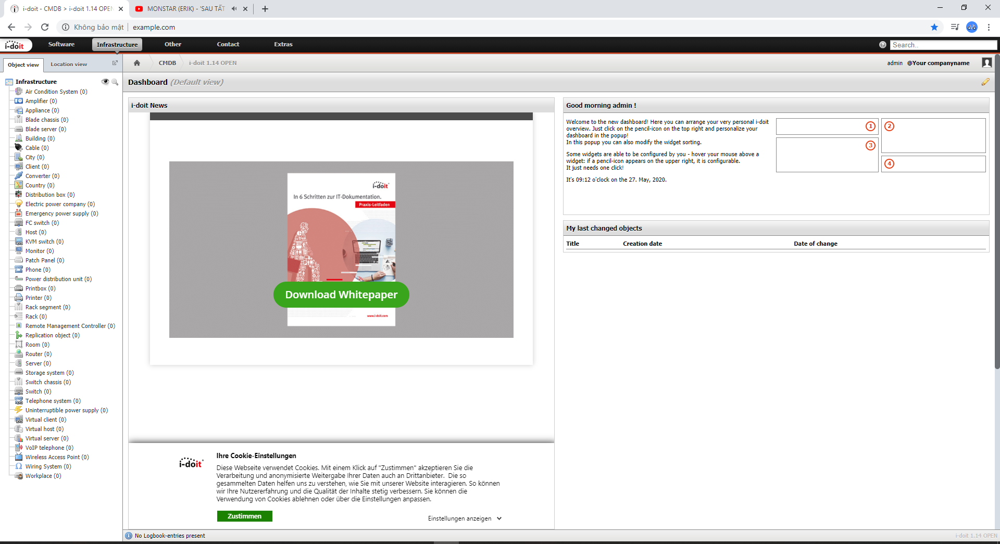 i-doit - CMDB > i-doit 1.14 OPEN
MONSTAR (ERIK) - 'SAU TẤT
Không bảo mật
example.com
i-doit
Software
Infrastructure
Other
Contact
Extras
Search..
Object view
Location view
CMDB
i-doit 1.14 OPEN
admin @Your companyname
Infrastructure
Air Condition System (0)
Amplifier (0)
Appliance (0)
Blade chassis (0)
Blade server (0)
Building (0)
Cable (0)
City (0)
Client (0)
Converter (0)
Country (0)
Distribution box (0)
Electric power company (0)
Emergency power supply (0)
FC switch (0)
Host (0)
KVM switch (0)
Monitor (0)
Patch Panel (0)
Phone (0)
Power distribution unit (0)
Printbox (0)
Printer (0)
Rack segment (0)
Rack (0)
Remote Management Controller (0)
Replication object (0)
Room (0)
Router (0)
Server (0)
Storage system (0)
Switch chassis (0)
Switch (0)
Telephone system (0)
Uninterruptible power supply (0)
Virtual client (0)
Virtual host (0)
Virtual server (0)
VoIP telephone (0)
Wireless Access Point (0)
Wiring System (0)
Workplace (0)
Dashboard (Default view)
i-doit News
i-doit
In 6 Schritten zur IT-Dokumentation.
Praxis-Leitfaden
Download Whitepaper
www.i-doit.com
i-doit
Ihre Cookie-Einstellungen
Diese Webseite verwendet Cookies. Mit einem Klick auf "Zustimmen" akzeptieren Sie die
Verarbeitung und anonymisierte Weitergabe Ihrer Daten auch an Drittanbieter. Die so
gesammelten Daten helfen uns zu verstehen, wie Sie mit unserer Website interagieren. So können
wir Ihre Nutzererfahrung und die Qualität der Inhalte stetig verbessern. Sie können die
Verwendung von Cookies ablehnen oder über die Einstellungen anpassen.
Zustimmen
Einstellungen anzeigen
Good morning admin !
Welcome to the new dashboard! Here you can arrange your very personal i-doit
overview. Just click on the pencil-icon on the top right and personalize your
dashboard in the popup!
In this popup you can also modify the widget sorting.
Some widgets are able to be configured by you - hover your mouse above a
widget: if a pencil-icon appears on the upper right, it is configurable.
It just needs one click!
It's 09:12 o'clock on the 27. May, 2020.
1
2
3
4
My last changed objects
Title
Creation date
Date of change
No Logbook-entries present
i-doit 1.14 OPEN